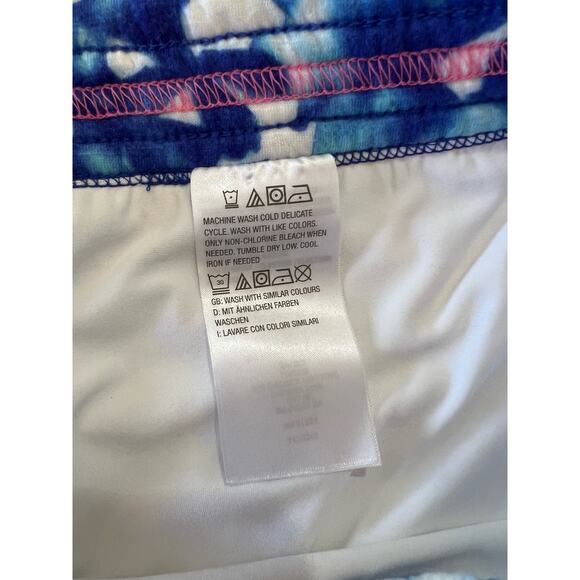 MACHINE WASH COLD DELICATE
CYCLE. WASH WITH LIKE COLORS.
ONLY NON-CHLORINE BLEACH WHEN
NEEDED. TUMBLE DRY LOW. COOL
IRON IF NEEDED
30
GB: WASH WITH SIMILAR COLOURS
D: MIT ÄHNLICHEN FARBEN
WASCHEN
I: LAVARE CON COLORI SIMILARI